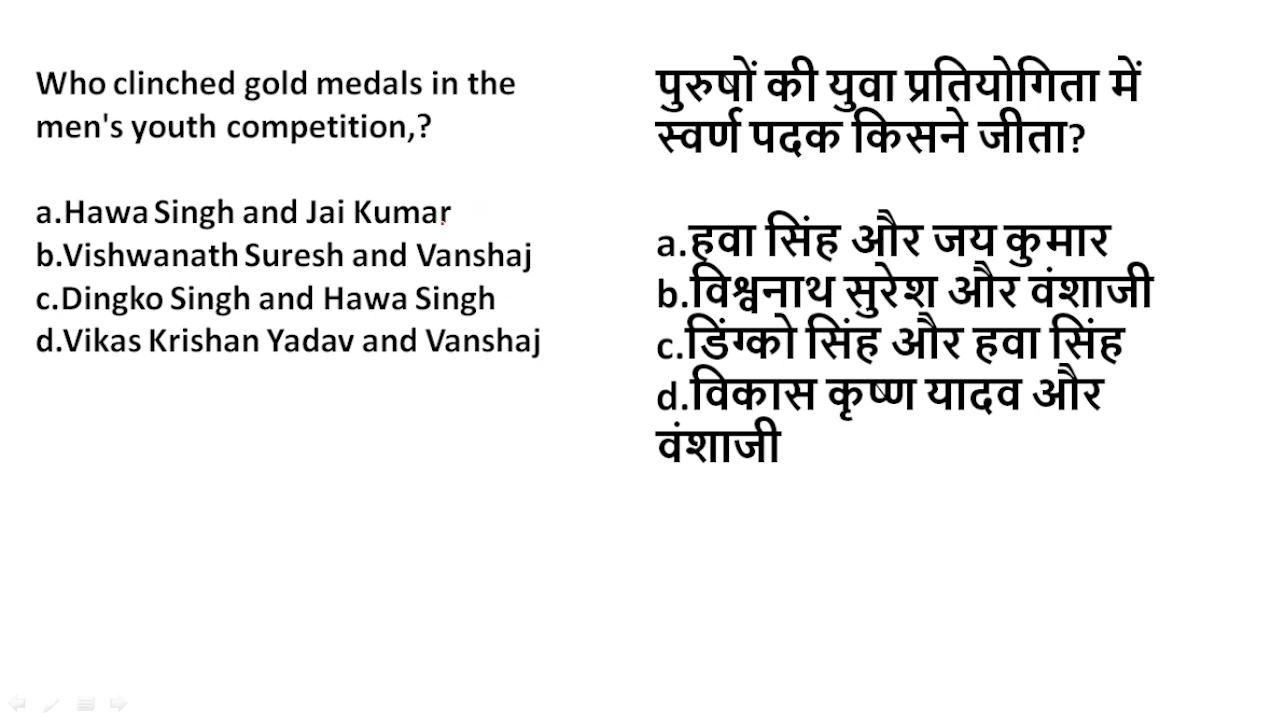 Who clinched gold medals in the
men's youth competition,?
a.Hawa Singh and Jai Kumar
b.Vishwanath Suresh and Vanshaj
c.Dingko Singh and Hawa Singh
d.Vikas Krishan Yadav and Vanshaj
पुरुषों की युवा प्रतियोगिता में
स्वर्ण पदक किसने जीता?
a.हवा सिंह और जय कुमार
b.विश्वनाथ सुरेश और वंशाजी
c.डिंग्को सिंह और हवा सिंह
d.विकास कृष्ण यादव और
वंशाजी